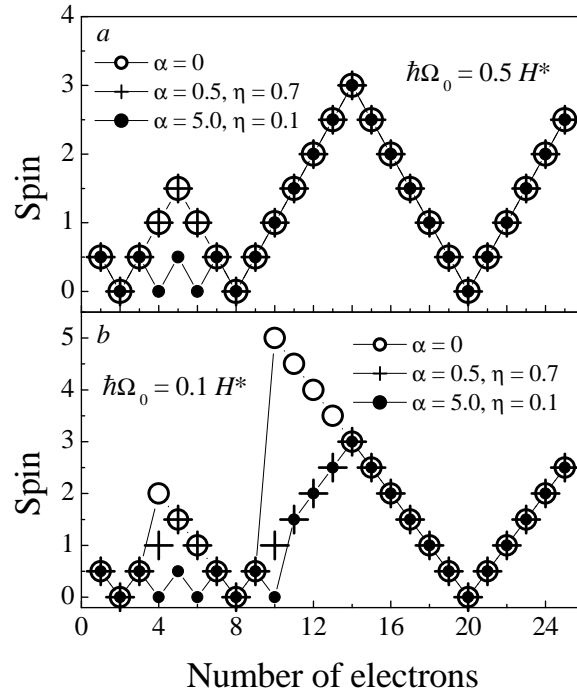 a
α = 0
α = 0.5, η = 0.7
α = 5.0, η = 0.1
ħΩ₀ = 0.5 H*
4
3
2
1
0
Spin
b
α = 0
α = 0.5, η = 0.7
α = 5.0, η = 0.1
ħΩ₀ = 0.1 H*
5
4
3
2
1
0
Spin
0 4 8 12 16 20 24
Number of electrons